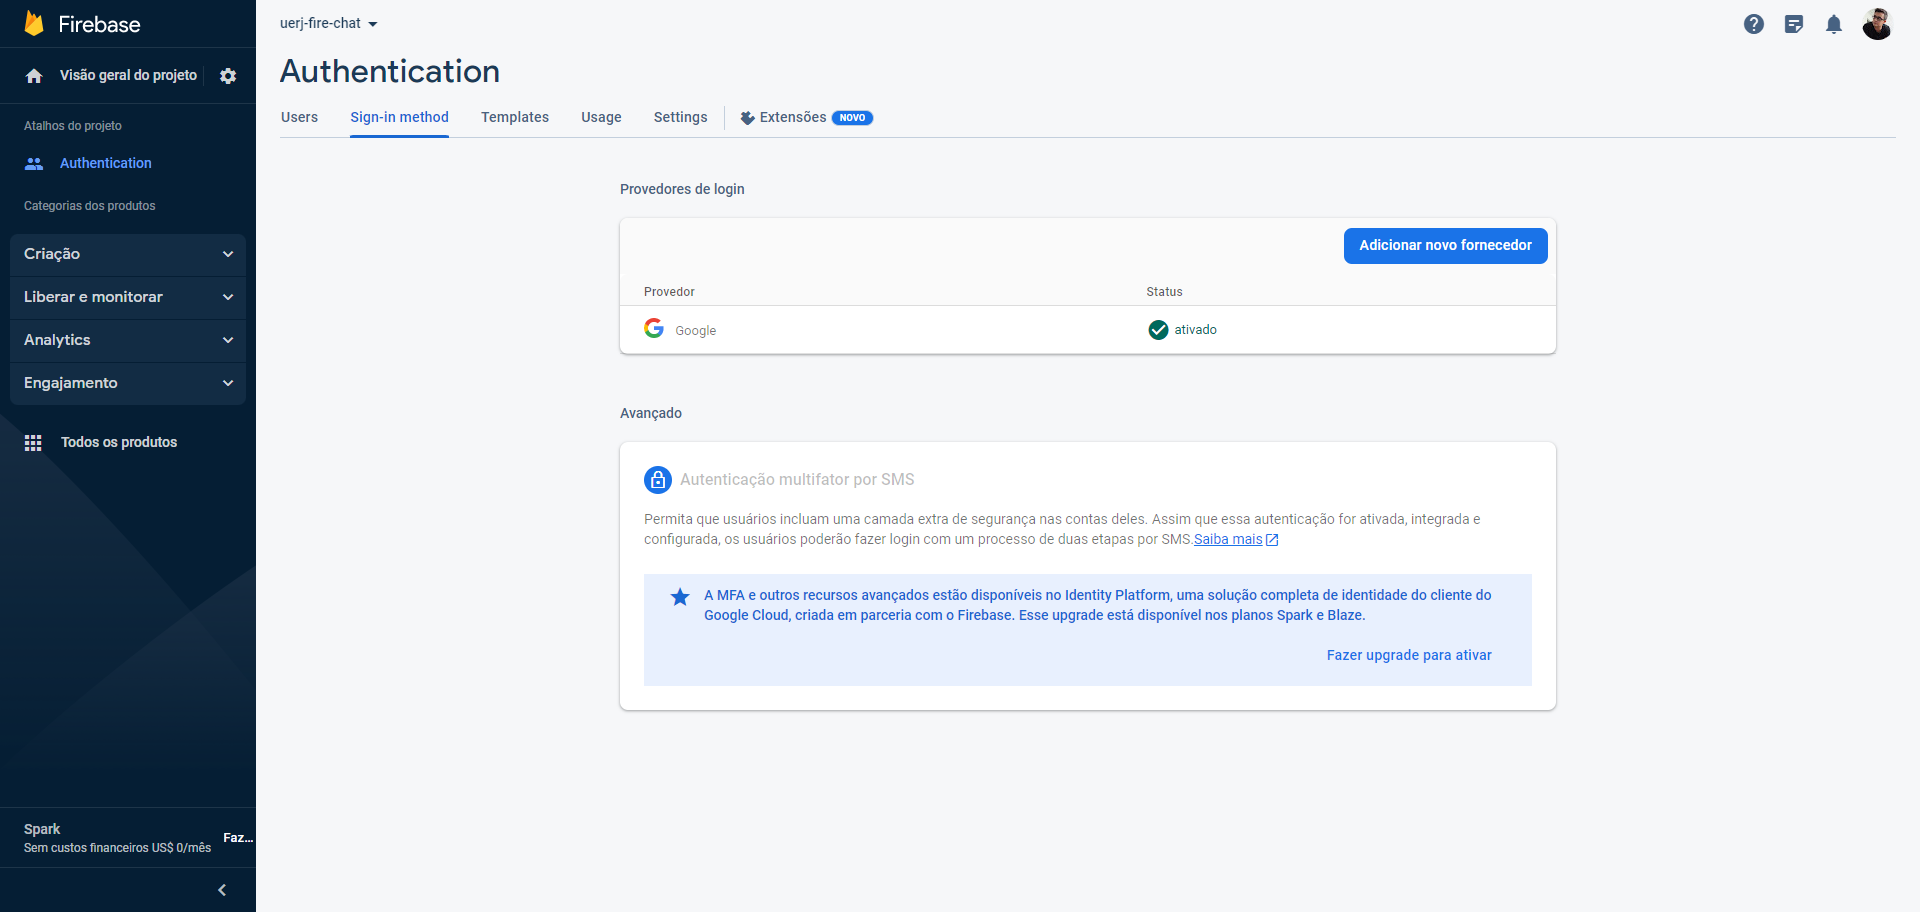 Firebase
uerj-fire-chat
Visão geral do projeto
Authentication
Users
Sign-in method
Templates
Usage
Settings
Extensões
NOVO
Atalhos do projeto
Authentication
Categorias dos produtos
Criação
Liberar e monitorar
Analytics
Engajamento
Todos os produtos
Provedores de login
Adicionar novo fornecedor
Provedor
Status
Google
ativado
Avançado
Autenticação multifator por SMS
Permita que usuários incluam uma camada extra de segurança nas contas deles. Assim que essa autenticação for ativada, integrada e
configurada, os usuários poderão fazer login com um processo de duas etapas por SMS.Saiba mais
A MFA e outros recursos avançados estão disponíveis no Identity Platform, uma solução completa de identidade do cliente do
Google Cloud, criada em parceria com o Firebase. Esse upgrade está disponível nos planos Spark e Blaze.
Fazer upgrade para ativar
Spark
Sem custos financeiros US$ 0/mês
Faz...